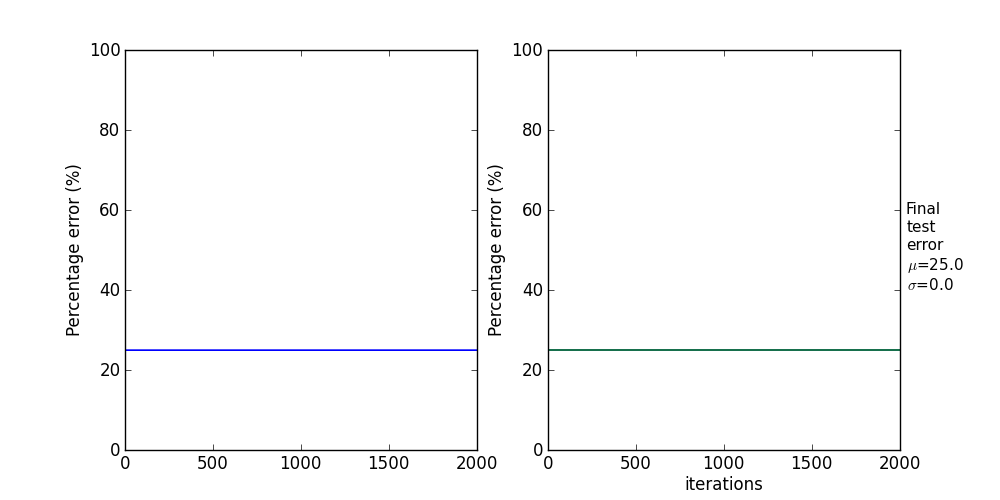 100
80
60
40
20
0
Percentage error (%)
0 500 1000 1500 2000
100
80
60
40
20
0
Percentage error (%)
0 500 1000 1500 2000
iterations
Final
test
error
μ=25.0
σ=0.0